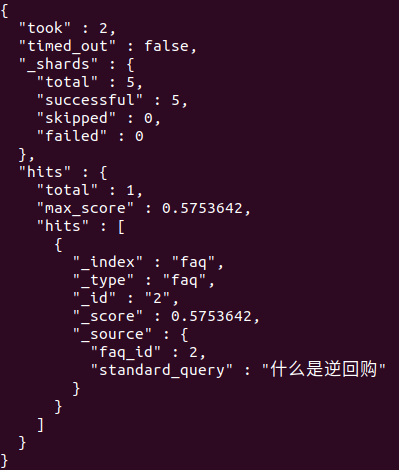 {
  "took" : 2,
  "timed_out" : false,
  "_shards" : {
    "total" : 5,
    "successful" : 5,
    "skipped" : 0,
    "failed" : 0
  },
  "hits" : {
    "total" : 1,
    "max_score" : 0.5753642,
    "hits" : [
      {
        "_index" : "faq",
        "_type" : "faq",
        "_id" : "2",
        "_score" : 0.5753642,
        "_source" : {
          "faq_id" : 2,
          "standard_query" : "什么是逆回购"
        }
      }
    ]
  }
}